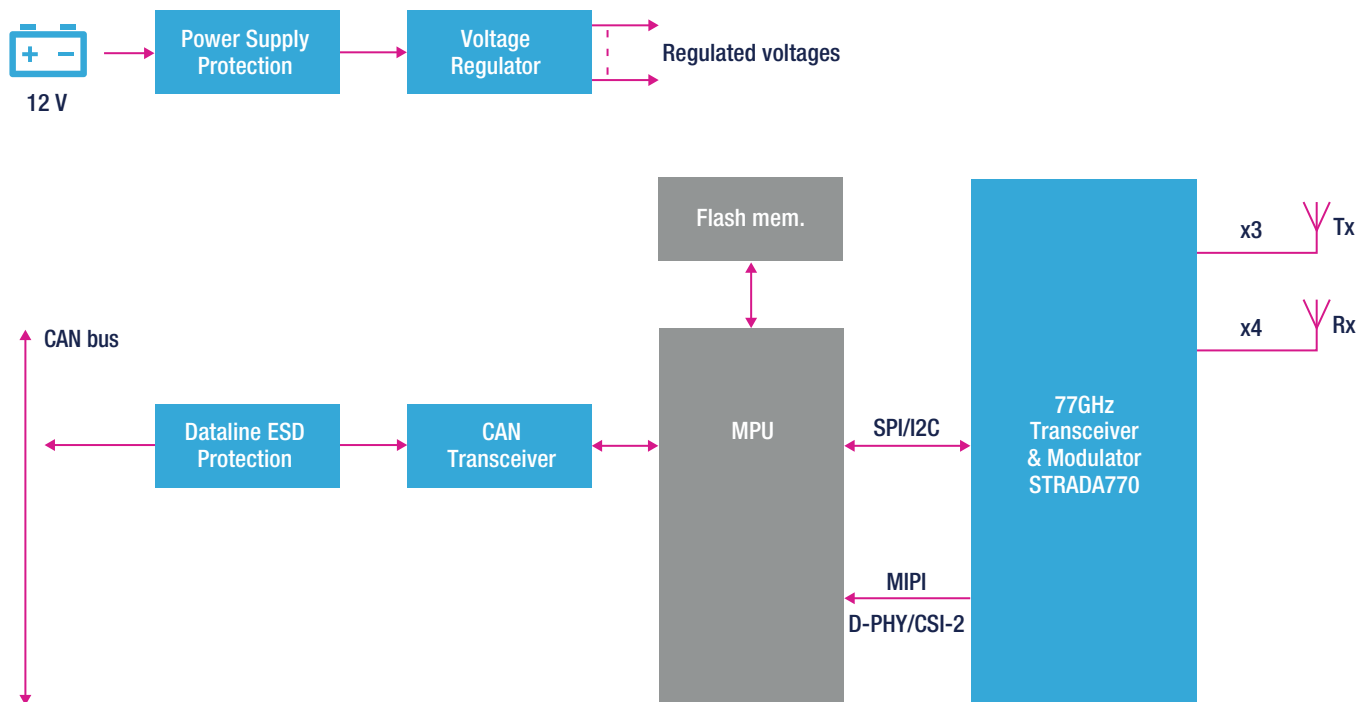 Power Supply
Protection
Voltage
Regulator
Regulated voltages
+ −
12 V
Flash mem.
x3
Tx
x4
Rx
CAN bus
Dataline ESD
Protection
CAN
Transceiver
MPU
SPI/I2C
77GHz
Transceiver
& Modulator
STRADA770
MIPI
D-PHY/CSI-2